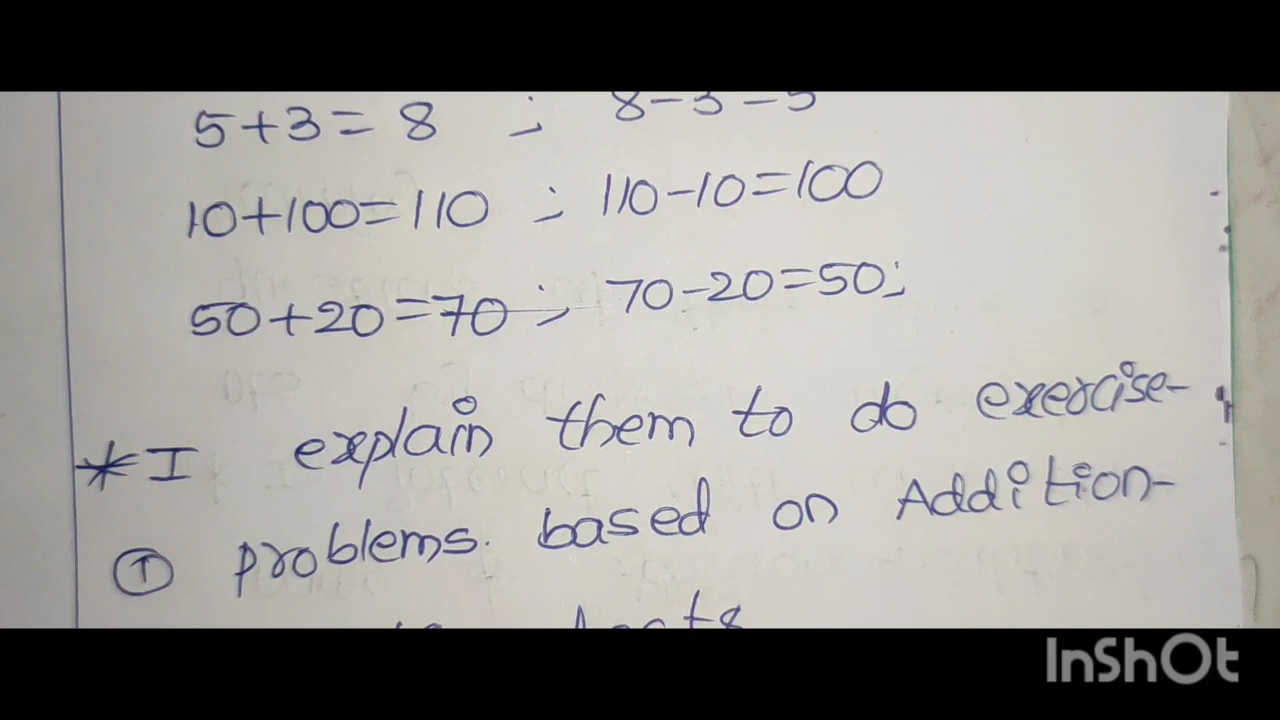 5+3=8 ; 8-3=5
10+100=110 ; 110-10=100
50+20=70 ; 70-20=50;
*I explain them to do exercise-
① problems. based on Addition-
InShOt